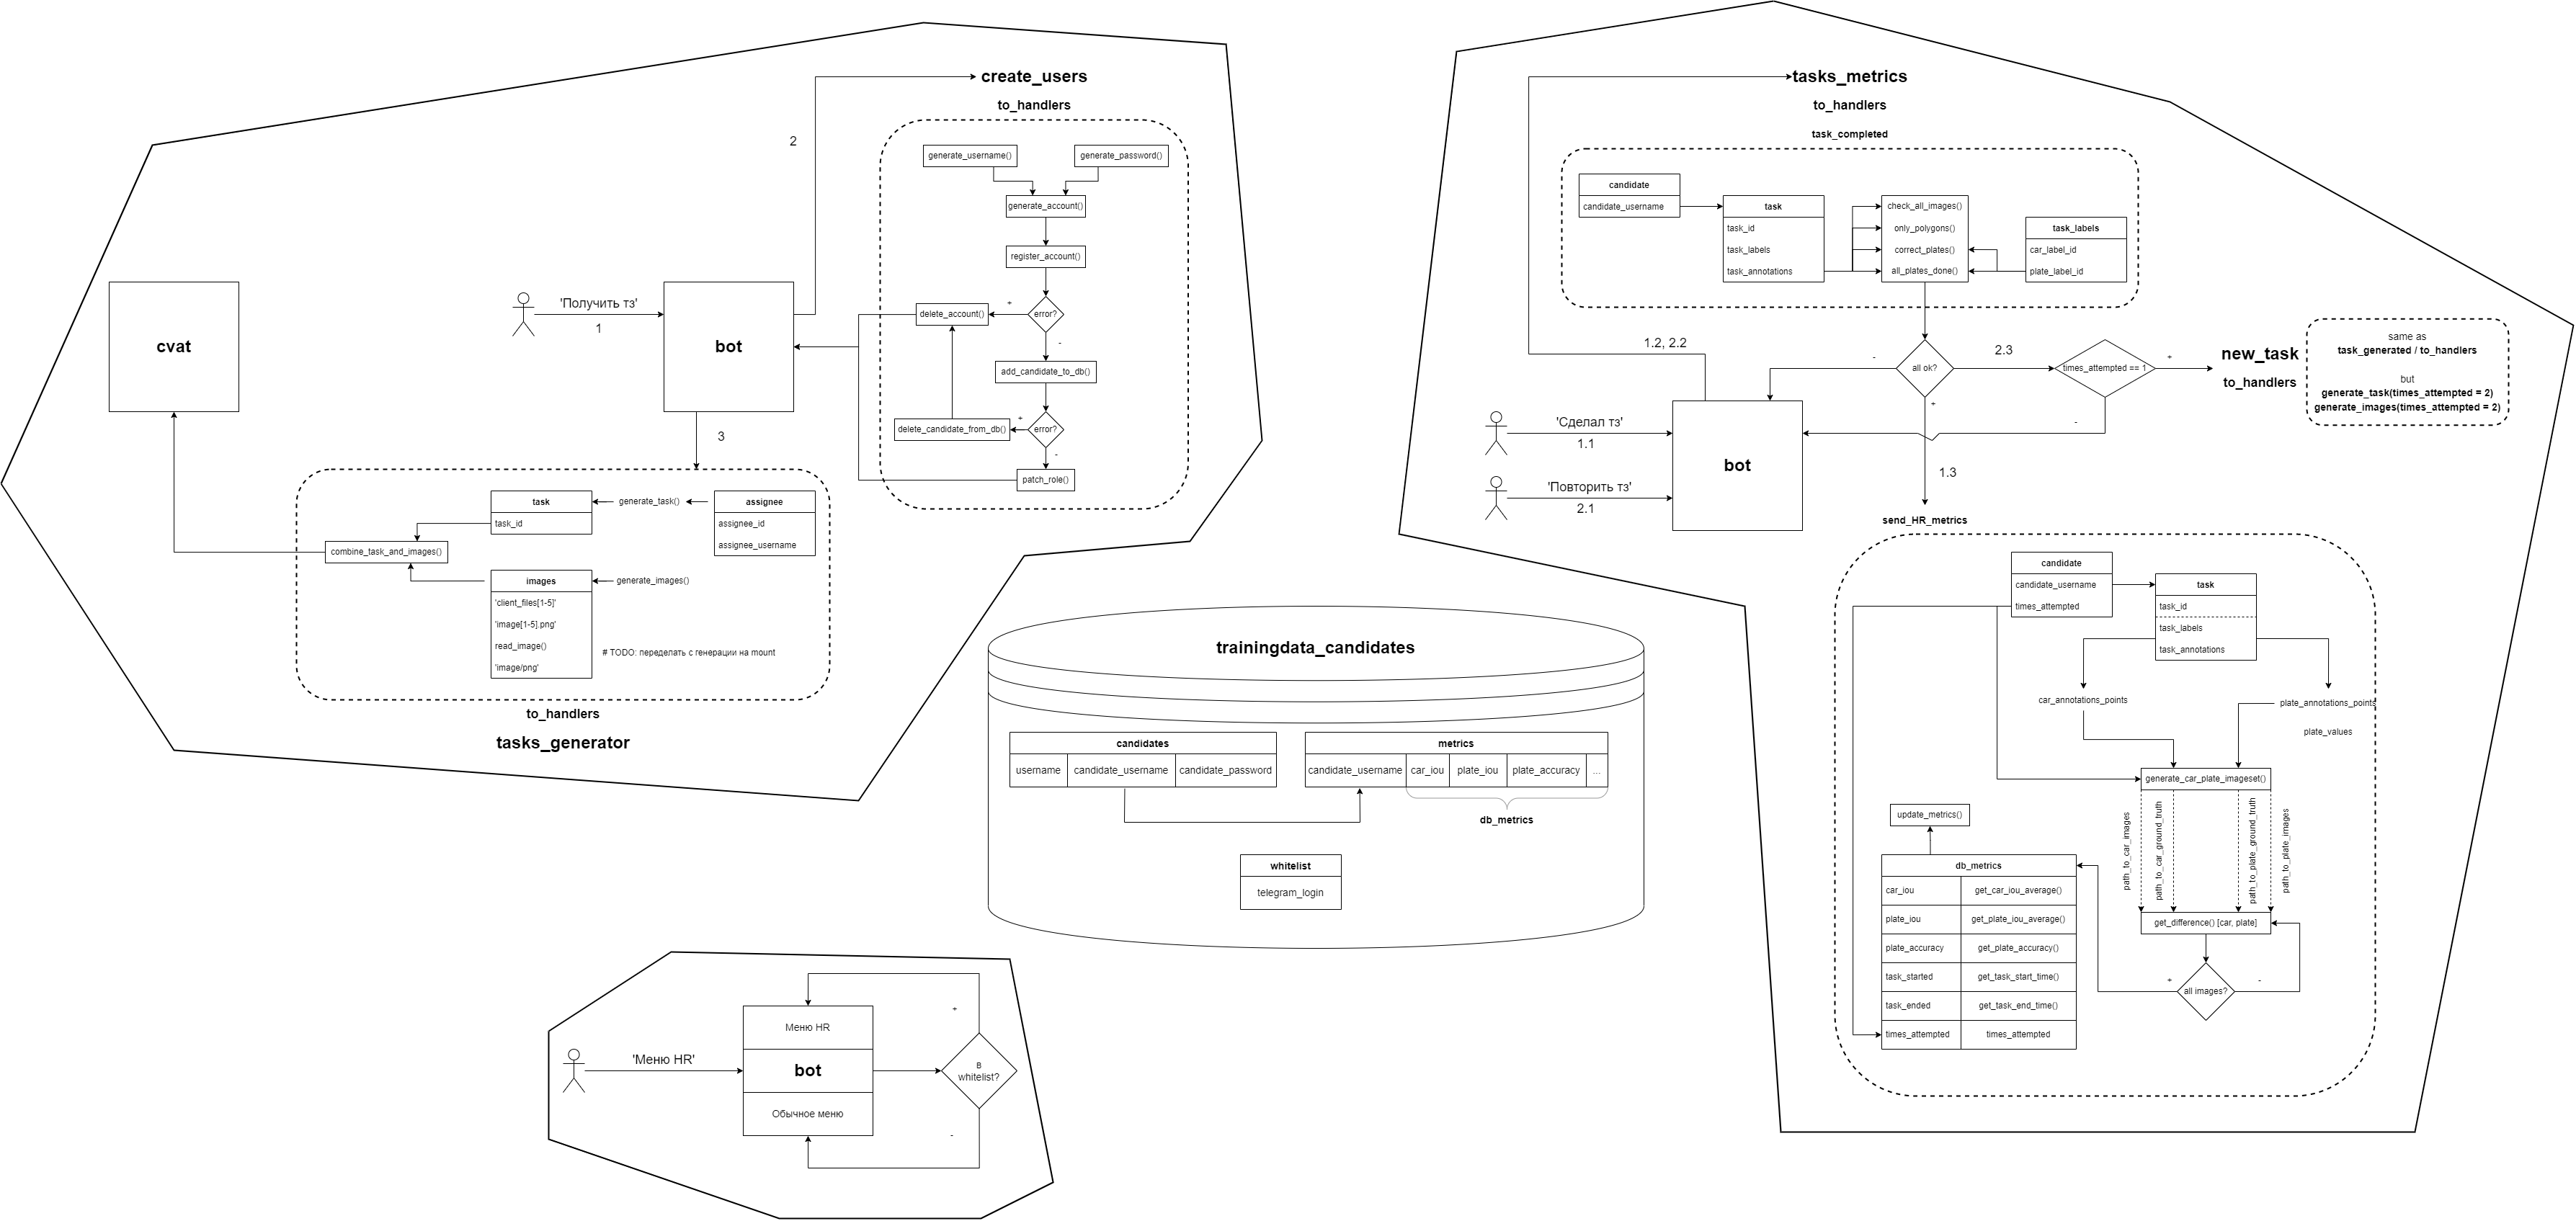 create_users
to_handlers
2
generate_username()
generate_password()
generate_account()
register_account()
error?
+
-
delete_account()
add_candidate_to_db()
error?
+
-
delete_candidate_from_db()
patch_role()
cvat
'Получить тз'
1
bot
3
task
task_id
generate_task()
assignee
assignee_id
assignee_username
combine_task_and_images()
images
'client_files[1-5]'
'image[1-5].png'
read_image()
'image/png'
generate_images()
# TODO: переделать с генерации на mount
to_handlers
tasks_generator
tasks_metrics
to_handlers
task_completed
candidate
candidate_username
task
task_id
task_labels
task_annotations
check_all_images()
only_polygons()
correct_plates()
all_plates_done()
task_labels
car_label_id
plate_label_id
1.2, 2.2
-
all ok?
+
2.3
times_attempted == 1
+
-
new_task
to_handlers
same as
task_generated / to_handlers
but
generate_task(times_attempted = 2)
generate_images(times_attempted = 2)
'Сделал тз'
1.1
'Повторить тз'
2.1
bot
1.3
send_HR_metrics
candidate
candidate_username
times_attempted
task
task_id
task_labels
task_annotations
car_annotations_points
plate_annotations_points
plate_values
generate_car_plate_imageset()
path_to_car_images
path_to_car_ground_truth
path_to_plate_ground_truth
path_to_plate_images
get_difference() [car, plate]
all images?
+
-
update_metrics()
db_metrics
car_iou
get_car_iou_average()
plate_iou
get_plate_iou_average()
plate_accuracy
get_plate_accuracy()
task_started
get_task_start_time()
task_ended
get_task_end_time()
times_attempted
times_attempted
trainingdata_candidates
candidates
username
candidate_username
candidate_password
metrics
candidate_username
car_iou
plate_iou
plate_accuracy
...
db_metrics
whitelist
telegram_login
'Меню HR'
Меню HR
bot
Обычное меню
в
whitelist?
+
-